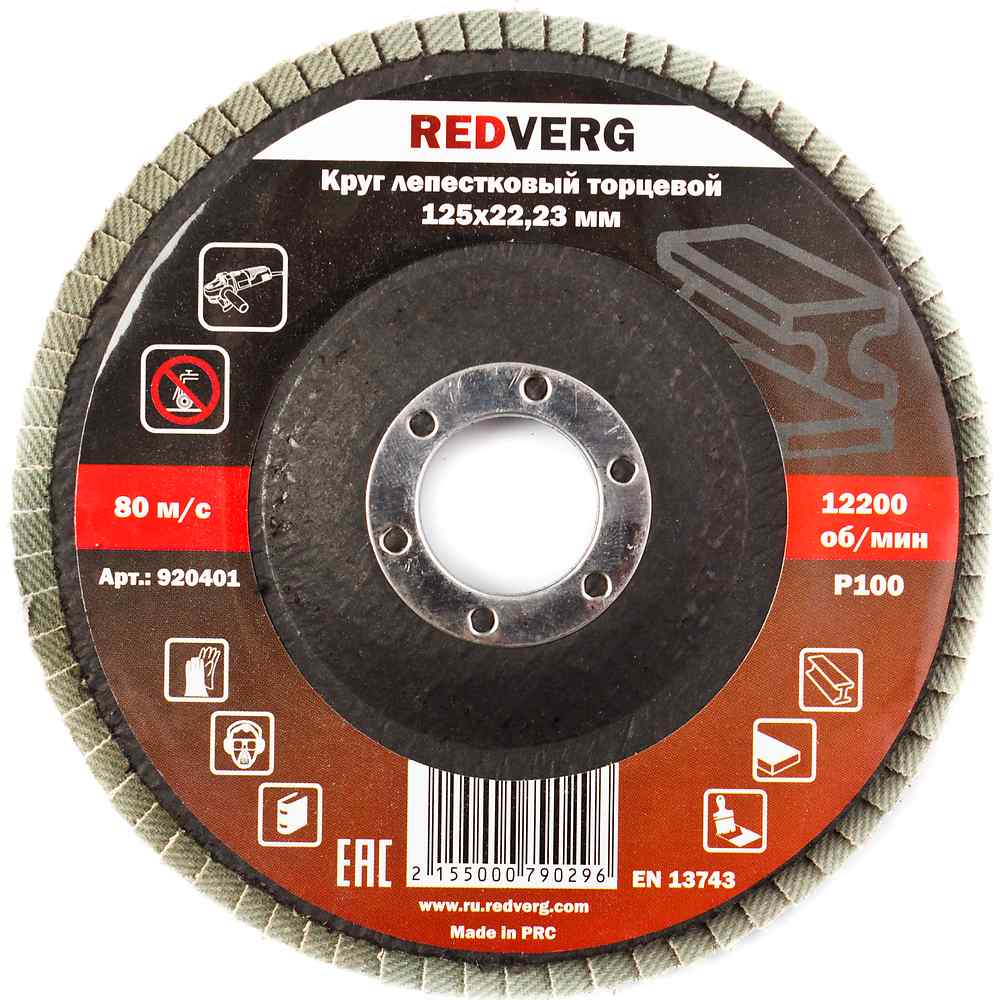 REDVERG
Круг лепестковый торцевой
125x22,23 мм
80 м/с
12200
об/мин
Арт.: 920401
P100
EAC
2 155000 790296
EN 13743
www.ru.redverg.com
Made in PRC